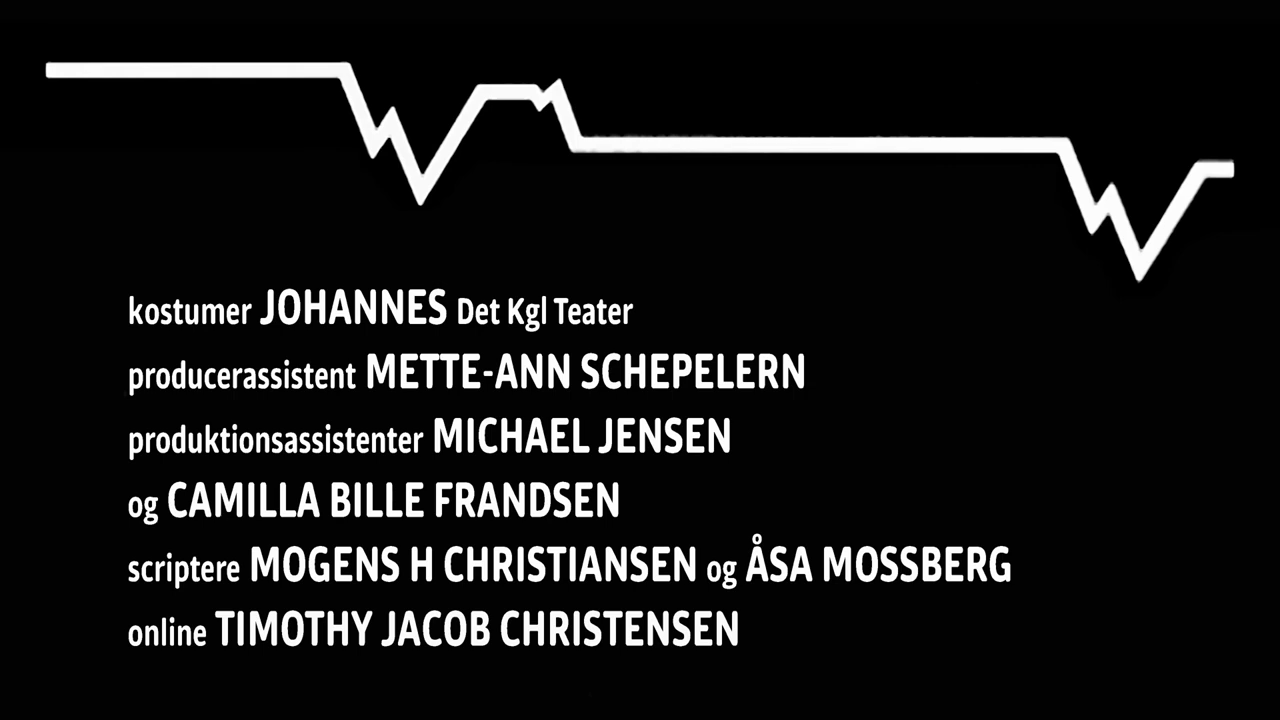 kostumer JOHANNES Det Kgl Teater
producerassistent METTE-ANN SCHEPELERN
produktionsassistenter MICHAEL JENSEN
og CAMILLA BILLE FRANDSEN
scriptere MOGENS H CHRISTIANSEN og ÅSA MOSSBERG
online TIMOTHY JACOB CHRISTENSEN